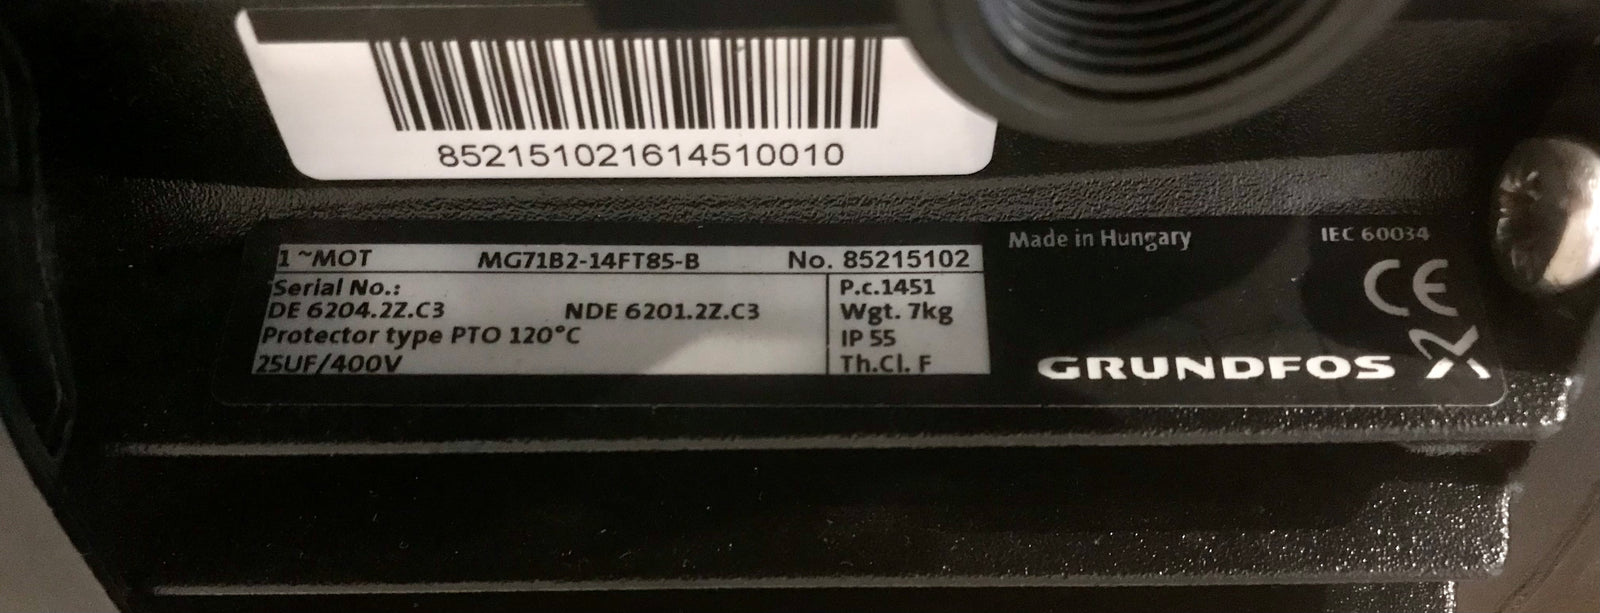 852151021614510010
1 ~MOT MG71B2-14FT85-B No. 85215102
Serial No.: P.c.1451
DE 6204.2Z.C3 NDE 6201.2Z.C3 Wgt. 7kg
Protector type PTO 120°C IP 55
25UF/400V Th.Cl. F
Made in Hungary IEC 60034
CE
GRUNDFOS